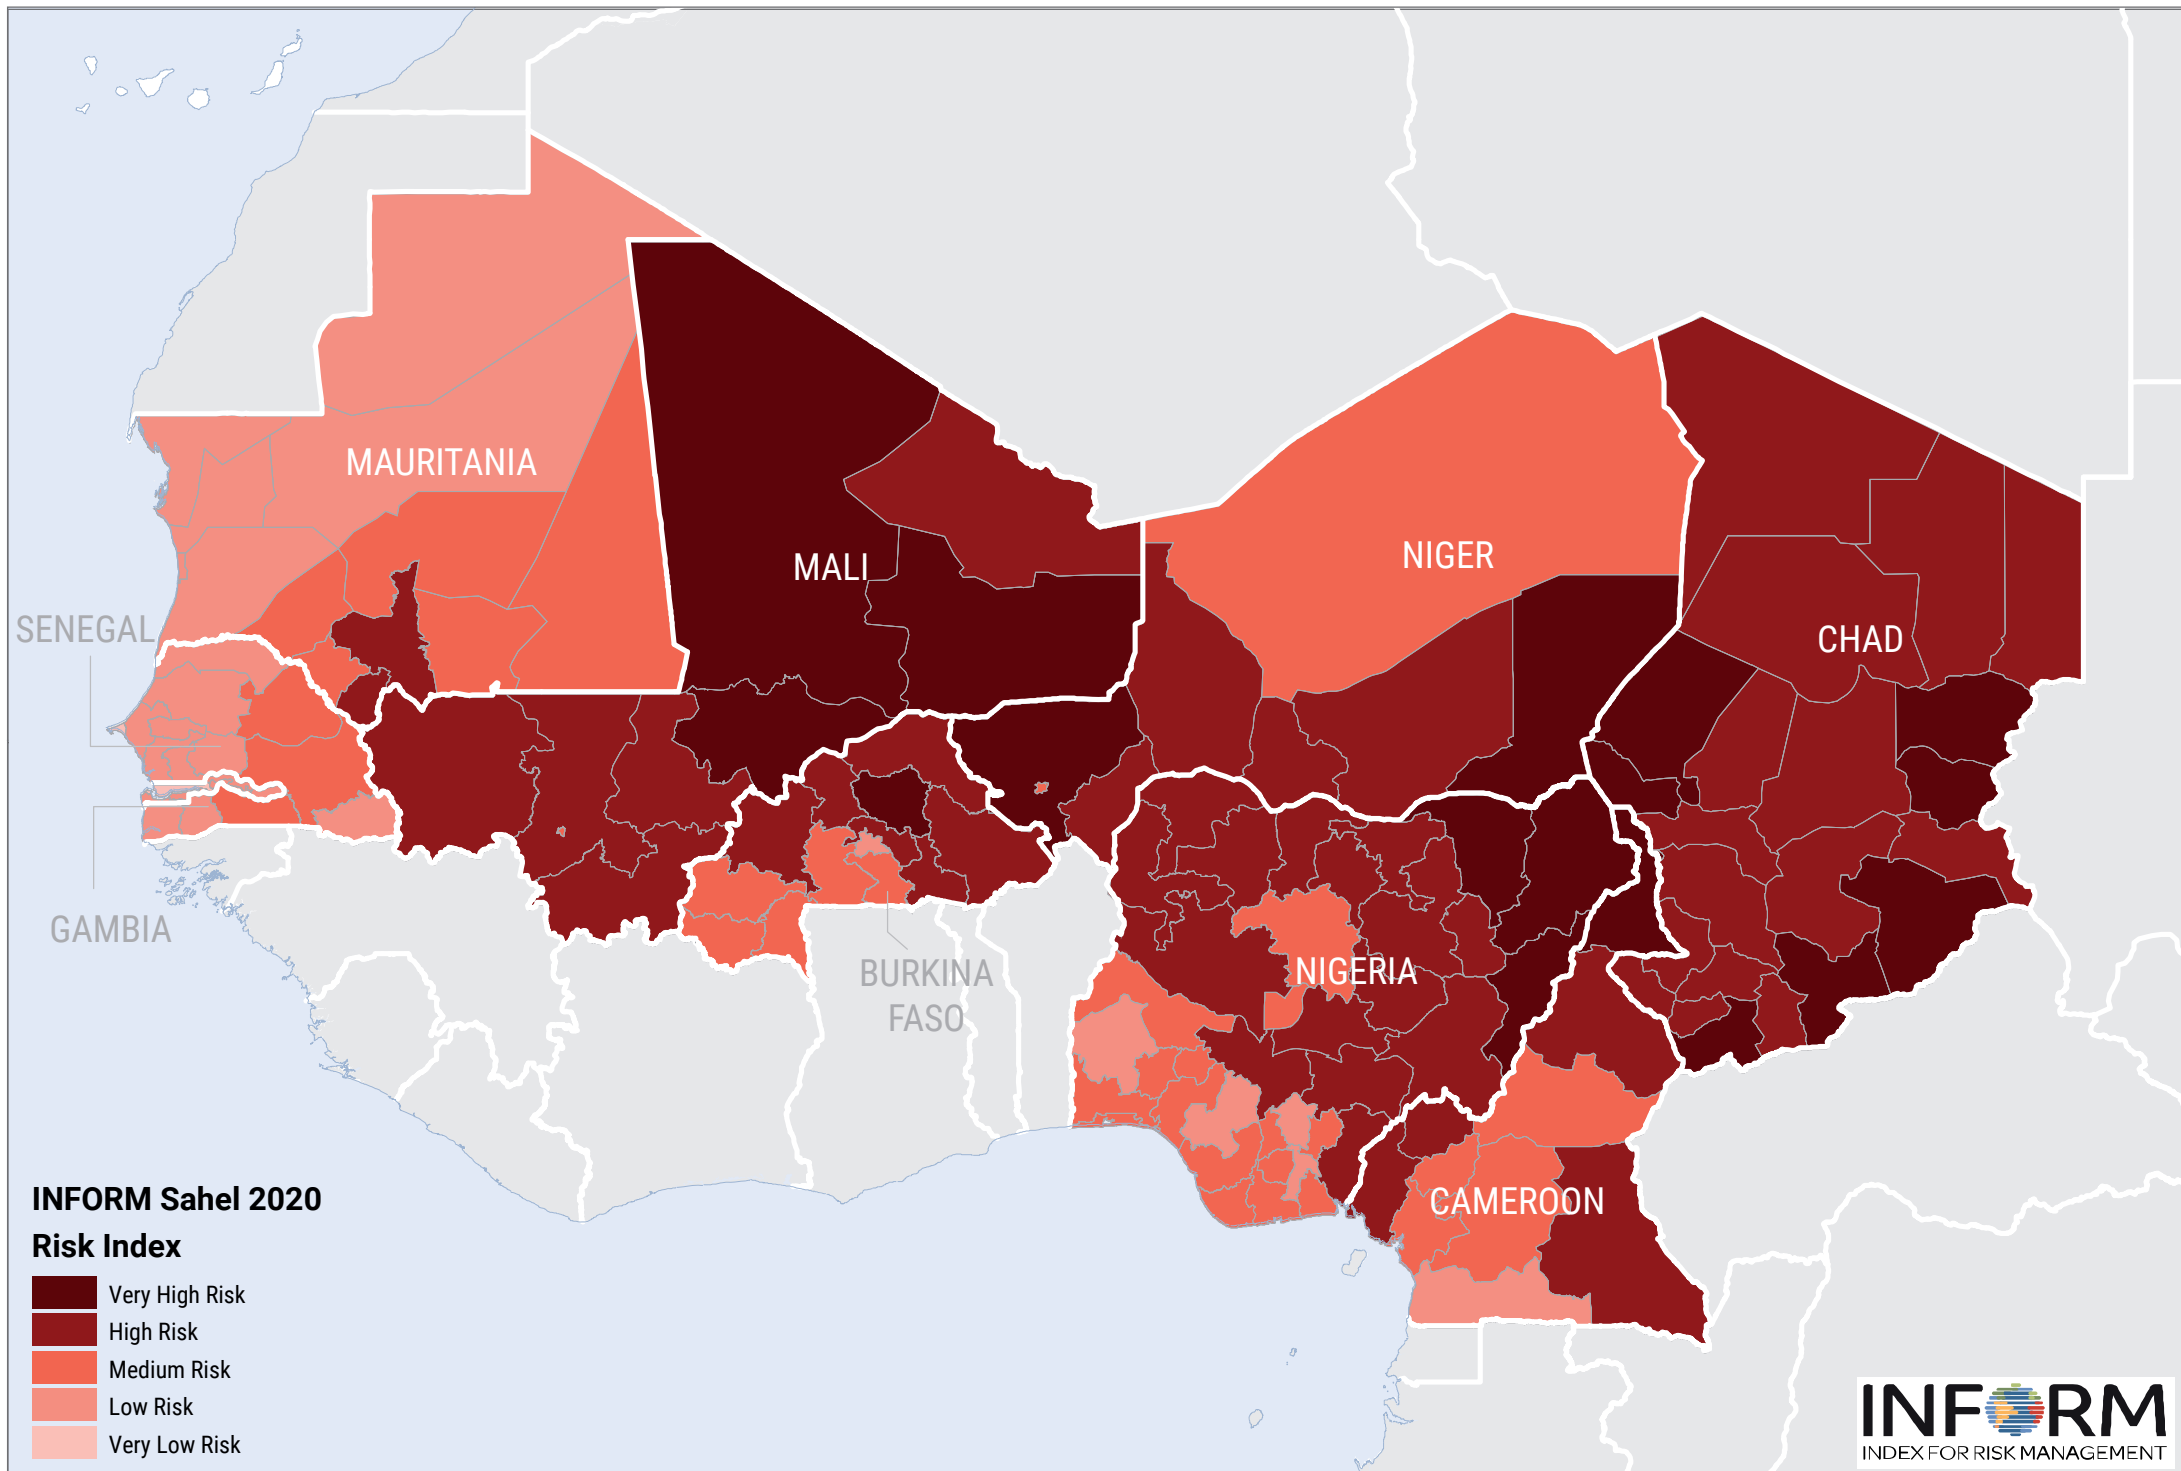 MAURITANIA
MALI
NIGER
SENEGAL
CHAD
GAMBIA
BURKINA
FASO
NIGERIA
CAMEROON
INFORM Sahel 2020
Risk Index
Very High Risk
High Risk
Medium Risk
Low Risk
Very Low Risk
INFORM
INDEX FOR RISK MANAGEMENT